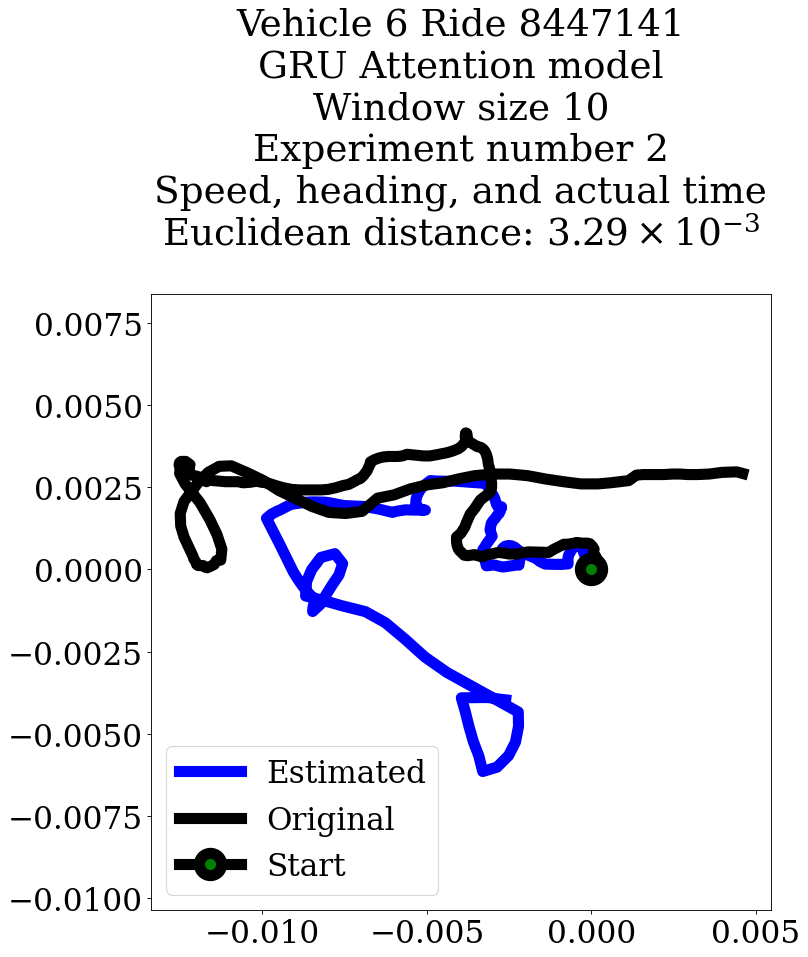 Vehicle 6 Ride 8447141
GRU Attention model
Window size 10
Experiment number 2
Speed, heading, and actual time
Euclidean distance: 3.29 × 10⁻³
0.0075
0.0050
0.0025
0.0000
−0.0025
−0.0050
−0.0075
−0.0100
Estimated
Original
Start
−0.010 −0.005 0.000 0.005